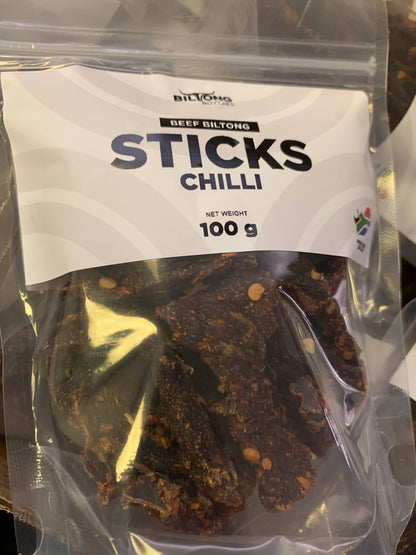 BILTONG
BEEF BILTONG
STICKS
CHILLI
NET WEIGHT
100 g